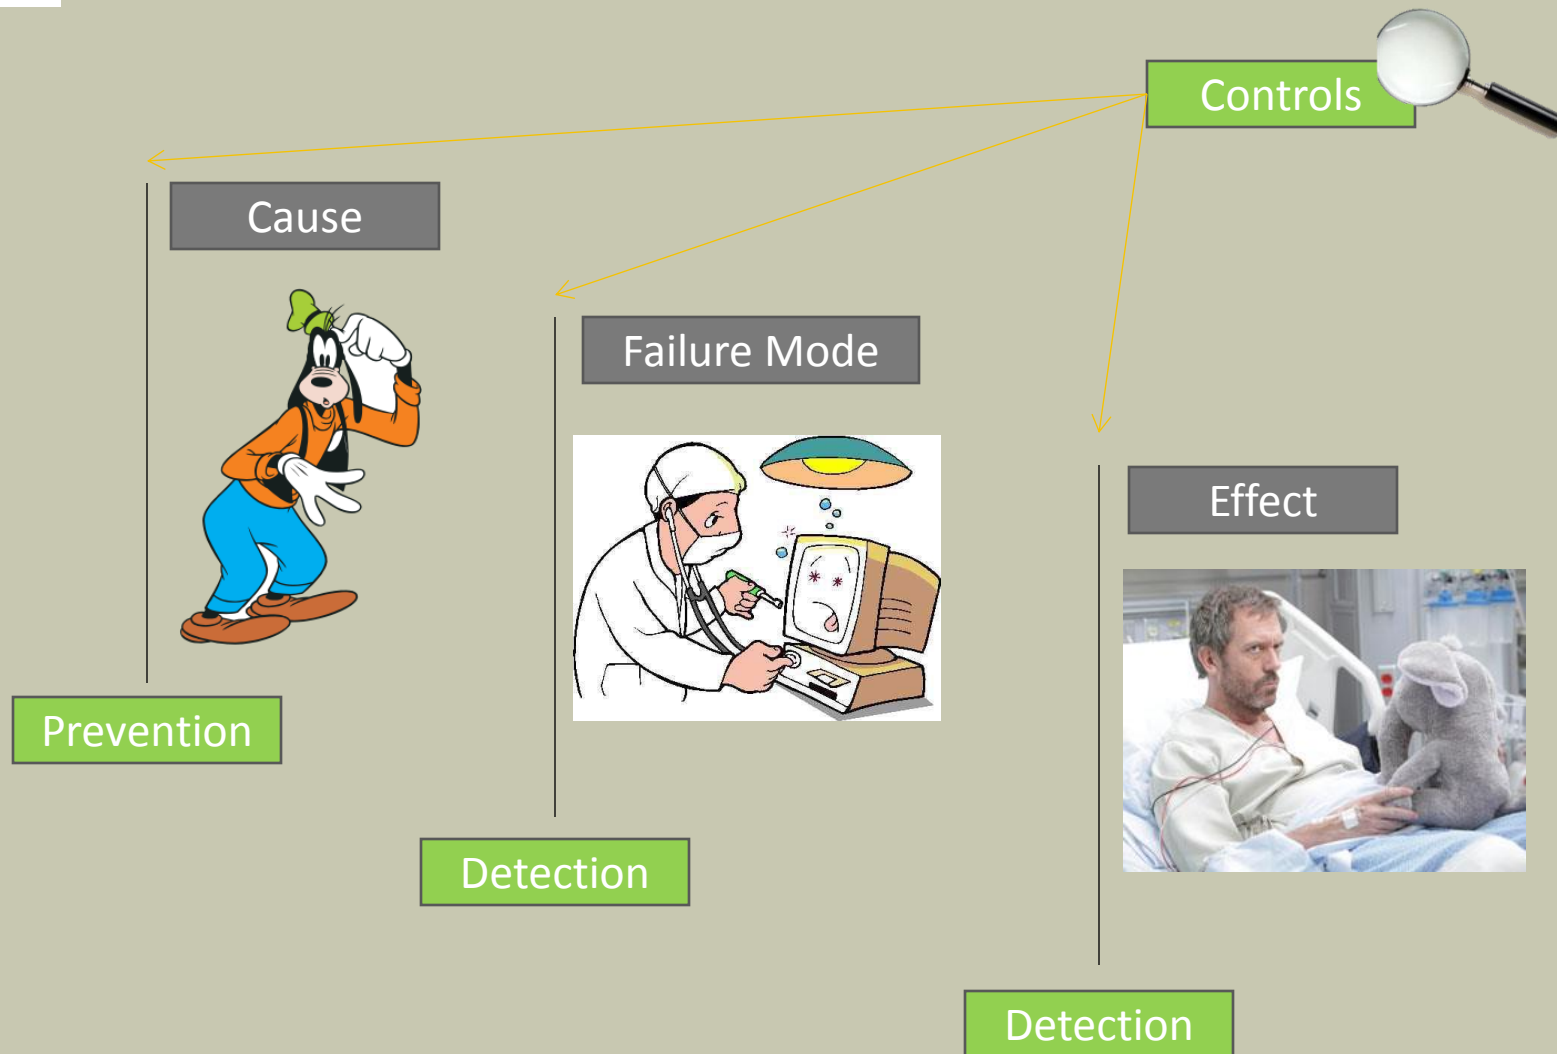 Controls
Cause
Failure Mode
Effect
Prevention
Detection
Detection